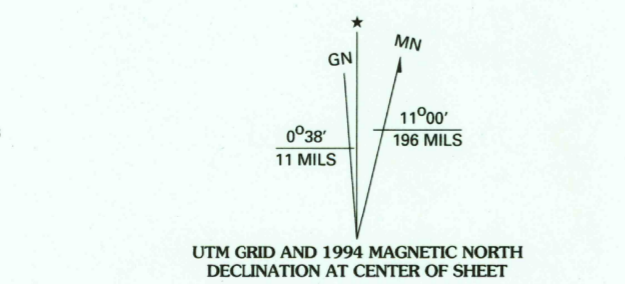 ★
GN
MN
0°38′
11 MILS
11°00′
196 MILS
UTM GRID AND 1994 MAGNETIC NORTH
DECLINATION AT CENTER OF SHEET